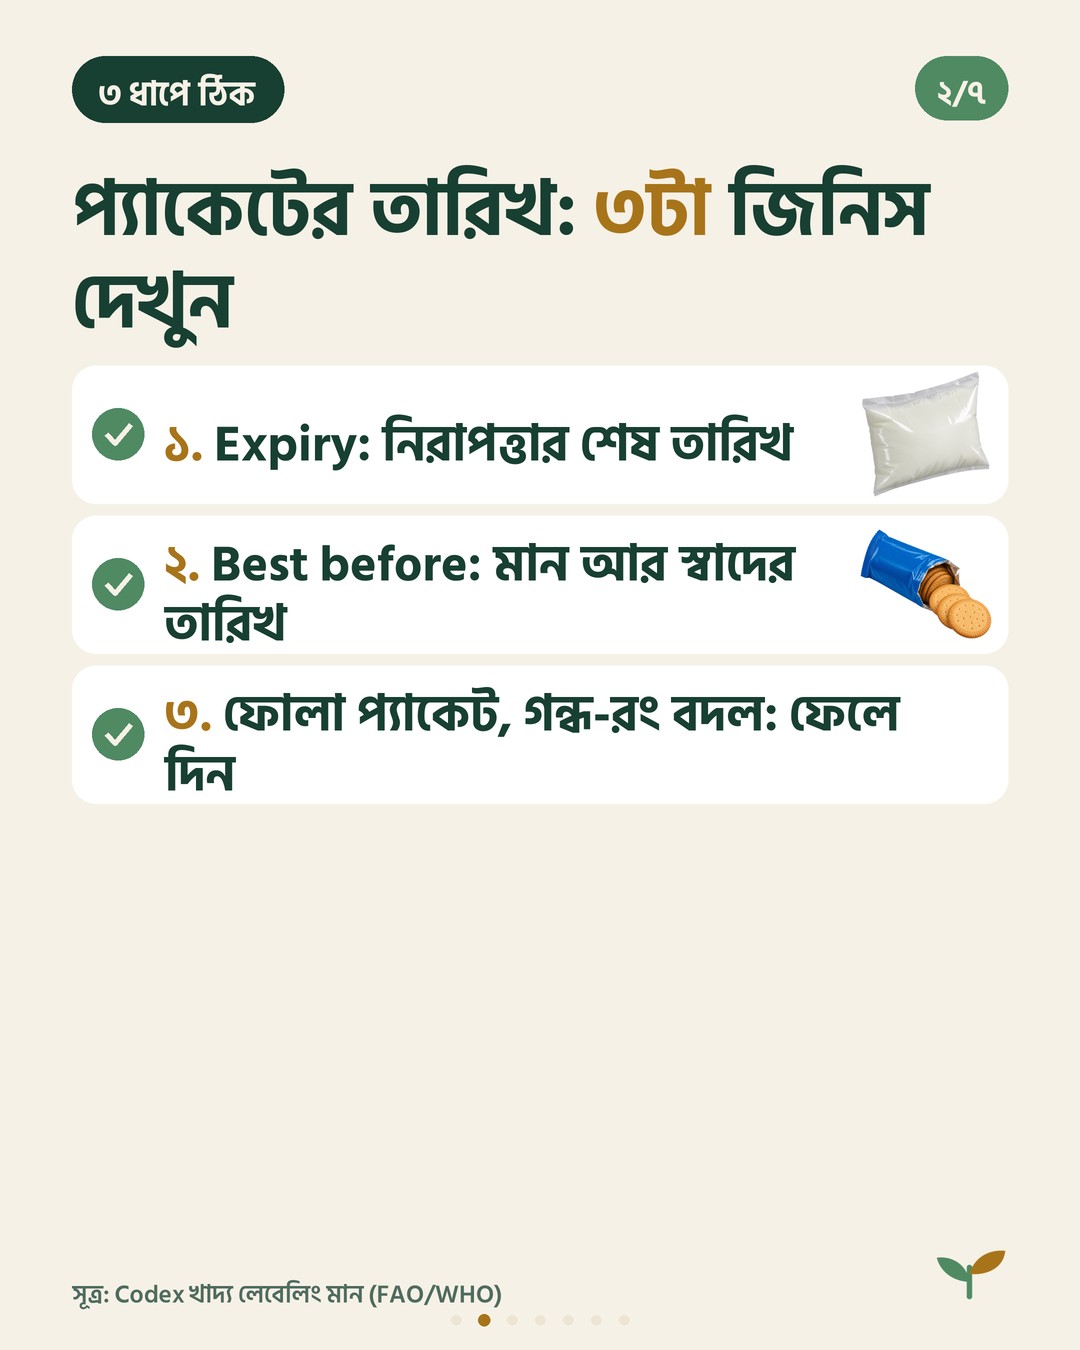 ৩ ধাপে ঠিক
২/৭
প্যাকেটের তারিখ: ৩টা জিনিস
দেখুন
১. Expiry: নিরাপত্তার শেষ তারিখ
২. Best before: মান আর স্বাদের
তারিখ
৩. ফোলা প্যাকেট, গন্ধ-রং বদল: ফেলে
দিন
সূত্র: Codex খাদ্য লেবেলিং মান (FAO/WHO)